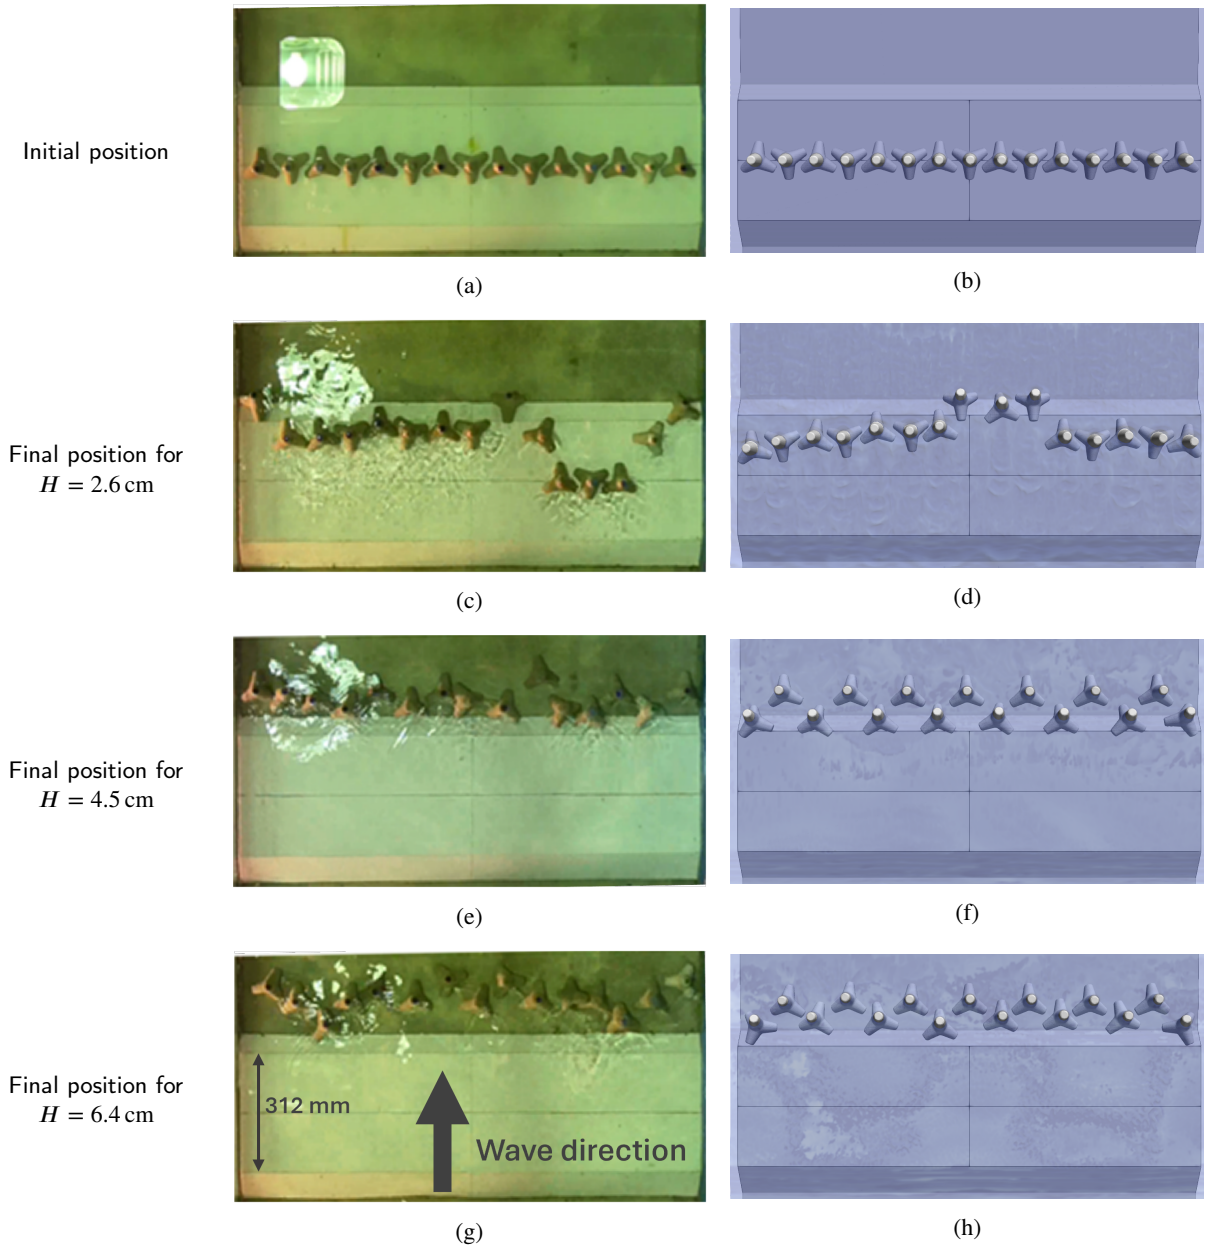 Initial position
(a)
(b)
Final position for
H = 2.6 cm
(c)
(d)
Final position for
H = 4.5 cm
(e)
(f)
Final position for
H = 6.4 cm
312 mm
Wave direction
(g)
(h)